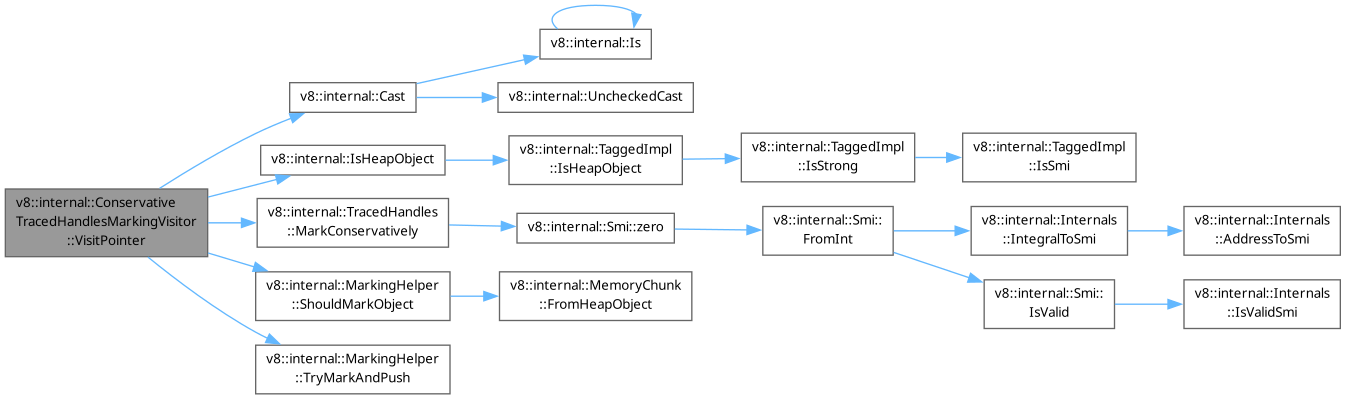 v8::internal::Is
v8::internal::Cast
v8::internal::UncheckedCast
v8::internal::IsHeapObject
v8::internal::TaggedImpl
::IsHeapObject
v8::internal::TaggedImpl
::IsStrong
v8::internal::TaggedImpl
::IsSmi
v8::internal::Conservative
TracedHandlesMarkingVisitor
::VisitPointer
v8::internal::TracedHandles
::MarkConservatively
v8::internal::Smi::zero
v8::internal::Smi::
FromInt
v8::internal::Internals
::IntegralToSmi
v8::internal::Internals
::AddressToSmi
v8::internal::MarkingHelper
::ShouldMarkObject
v8::internal::MemoryChunk
::FromHeapObject
v8::internal::Smi::
IsValid
v8::internal::Internals
::IsValidSmi
v8::internal::MarkingHelper
::TryMarkAndPush